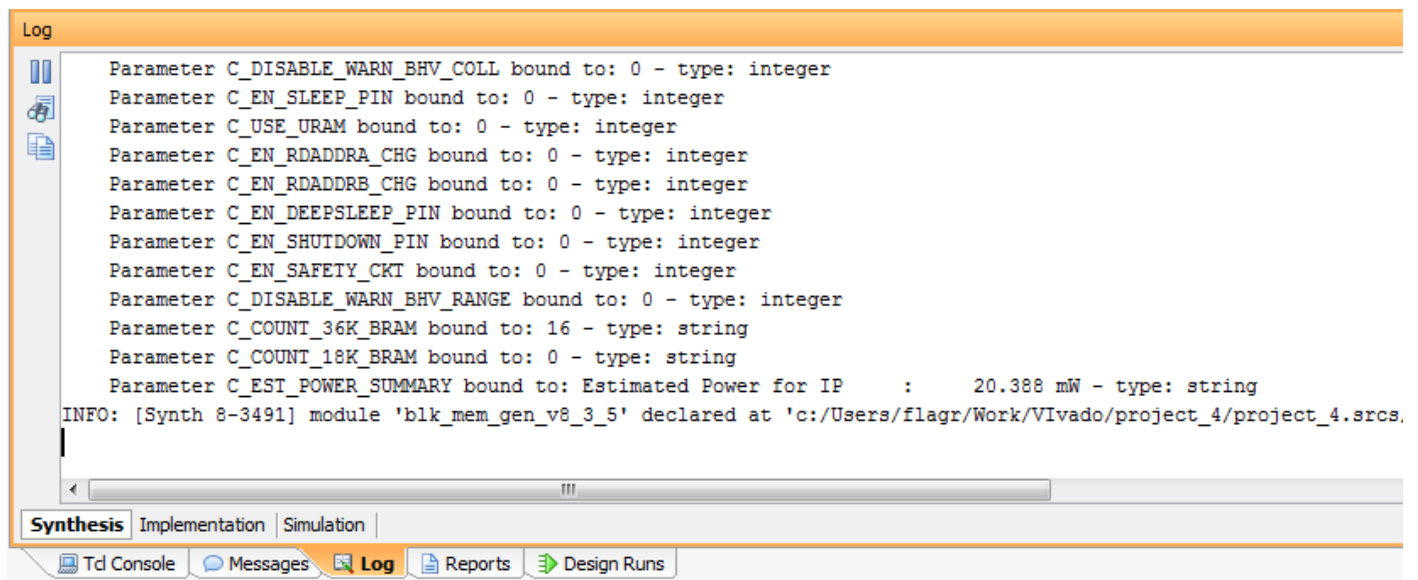 Log
Parameter C_DISABLE_WARN_BHV_COLL bound to: 0 - type: integer
Parameter C_EN_SLEEP_PIN bound to: 0 - type: integer
Parameter C_USE_URAM bound to: 0 - type: integer
Parameter C_EN_RDADDRA_CHG bound to: 0 - type: integer
Parameter C_EN_RDADDRB_CHG bound to: 0 - type: integer
Parameter C_EN_DEEPSLEEP_PIN bound to: 0 - type: integer
Parameter C_EN_SHUTDOWN_PIN bound to: 0 - type: integer
Parameter C_EN_SAFETY_CKT bound to: 0 - type: integer
Parameter C_DISABLE_WARN_BHV_RANGE bound to: 0 - type: integer
Parameter C_COUNT_36K_BRAM bound to: 16 - type: string
Parameter C_COUNT_18K_BRAM bound to: 0 - type: string
Parameter C_EST_POWER_SUMMARY bound to: Estimated Power for IP : 20.388 mW - type: string
INFO: [Synth 8-3491] module 'blk_mem_gen_v8_3_5' declared at 'c:/Users/flagr/Work/VIvado/project_4/project_4.srcs,
Synthesis Implementation Simulation
Tcl Console Messages Log Reports Design Runs